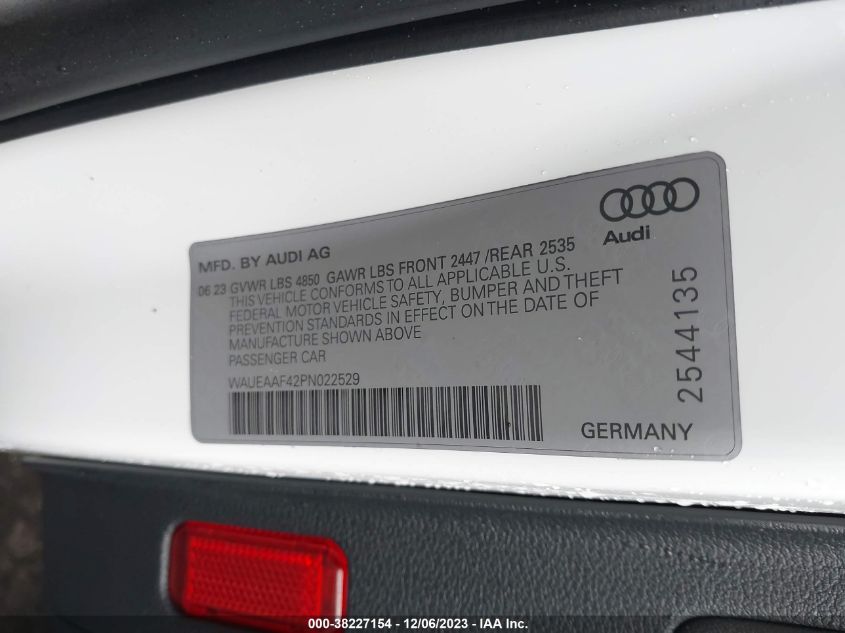 Audi
MFD. BY AUDI AG
06 23 GVWR LBS 4850 GAWR LBS FRONT 2447 /REAR 2535
THIS VEHICLE CONFORMS TO ALL APPLICABLE U.S.
FEDERAL MOTOR VEHICLE SAFETY, BUMPER AND THEFT
PREVENTION STANDARDS IN EFFECT ON THE DATE OF
MANUFACTURE SHOWN ABOVE
PASSENGER CAR
WAUEAAF42PN022529
GERMANY
2544135
000-38227154 - 12/06/2023 - IAA Inc.